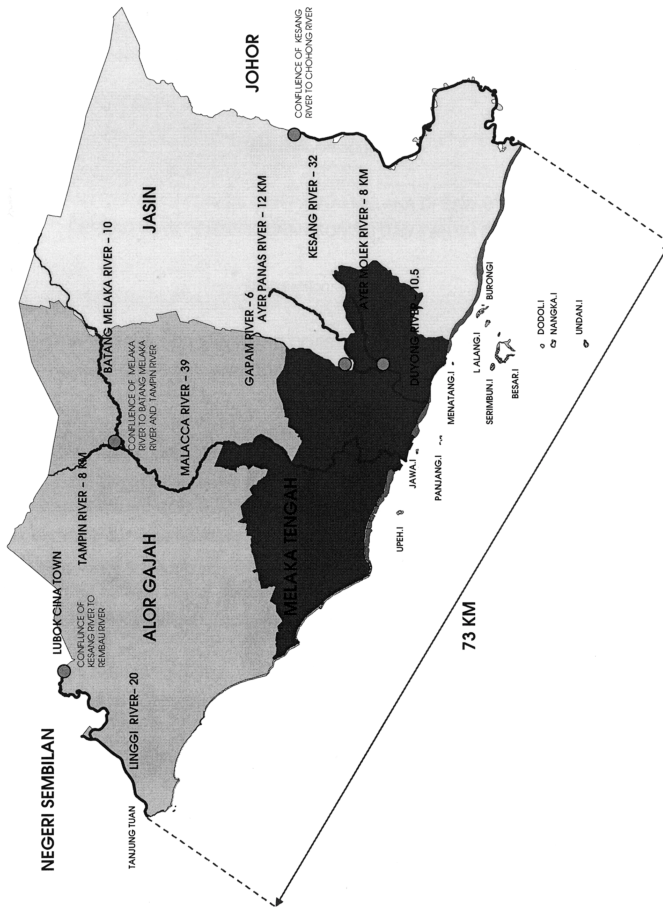 NEGERI SEMBILAN
LUBOK CINA TOWN
CONFLUNCE OF
KESANG RIVER TO
REMBAU RIVER
LINGGI RIVER– 20
TANJUNG TUAN
ALOR GAJAH
TAMPIN RIVER – 8 KM
CONFLUENCE OF MELAKA
RIVER TO BATANG MELAKA
RIVER AND TAMPIN RIVER
BATANG MELAKA RIVER – 10
MALACCA RIVER – 39
MELAKA TENGAH
JASIN
JOHOR
CONFLUENCE OF KESANG
RIVER TO CHOHONG RIVER
GAPAM RIVER – 6
AYER PANAS RIVER – 12 KM
KESANG RIVER – 32
AYER MOLEK RIVER – 8 KM
DUYONG RIVER – 10.5
UPEH.I
JAWA.I
PANJANG.I
MENATANG.I
SERIMBUN.I
LALANG.I
BURONGI
BESAR.I
DODOL.I
NANGKA.I
UNDAN.I
73 KM